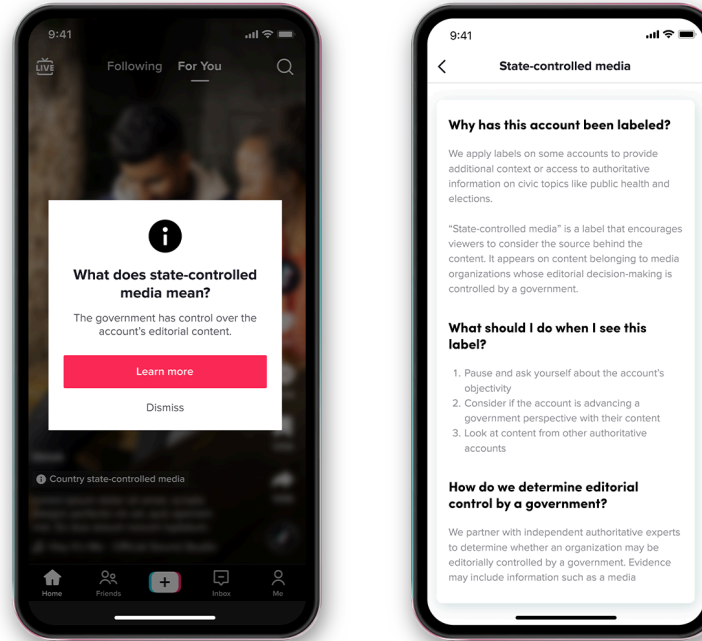 9:41
LIVE
Following For You
What does state-controlled
media mean?
The government has control over the
account's editorial content.
Learn more
Dismiss
Country state-controlled media
Home Friends Inbox Me
9:41
State-controlled media
Why has this account been labeled?
We apply labels on some accounts to provide
additional context or access to authoritative
information on civic topics like public health and
elections.
“State-controlled media” is a label that encourages
viewers to consider the source behind the
content. It appears on content belonging to media
organizations whose editorial decision-making is
controlled by a government.
What should I do when I see this
label?
1. Pause and ask yourself about the account's
objectivity
2. Consider if the account is advancing a
government perspective with their content
3. Look at content from other authoritative
accounts
How do we determine editorial
control by a government?
We partner with independent authoritative experts
to determine whether an organization may be
editorially controlled by a government. Evidence
may include information such as a media